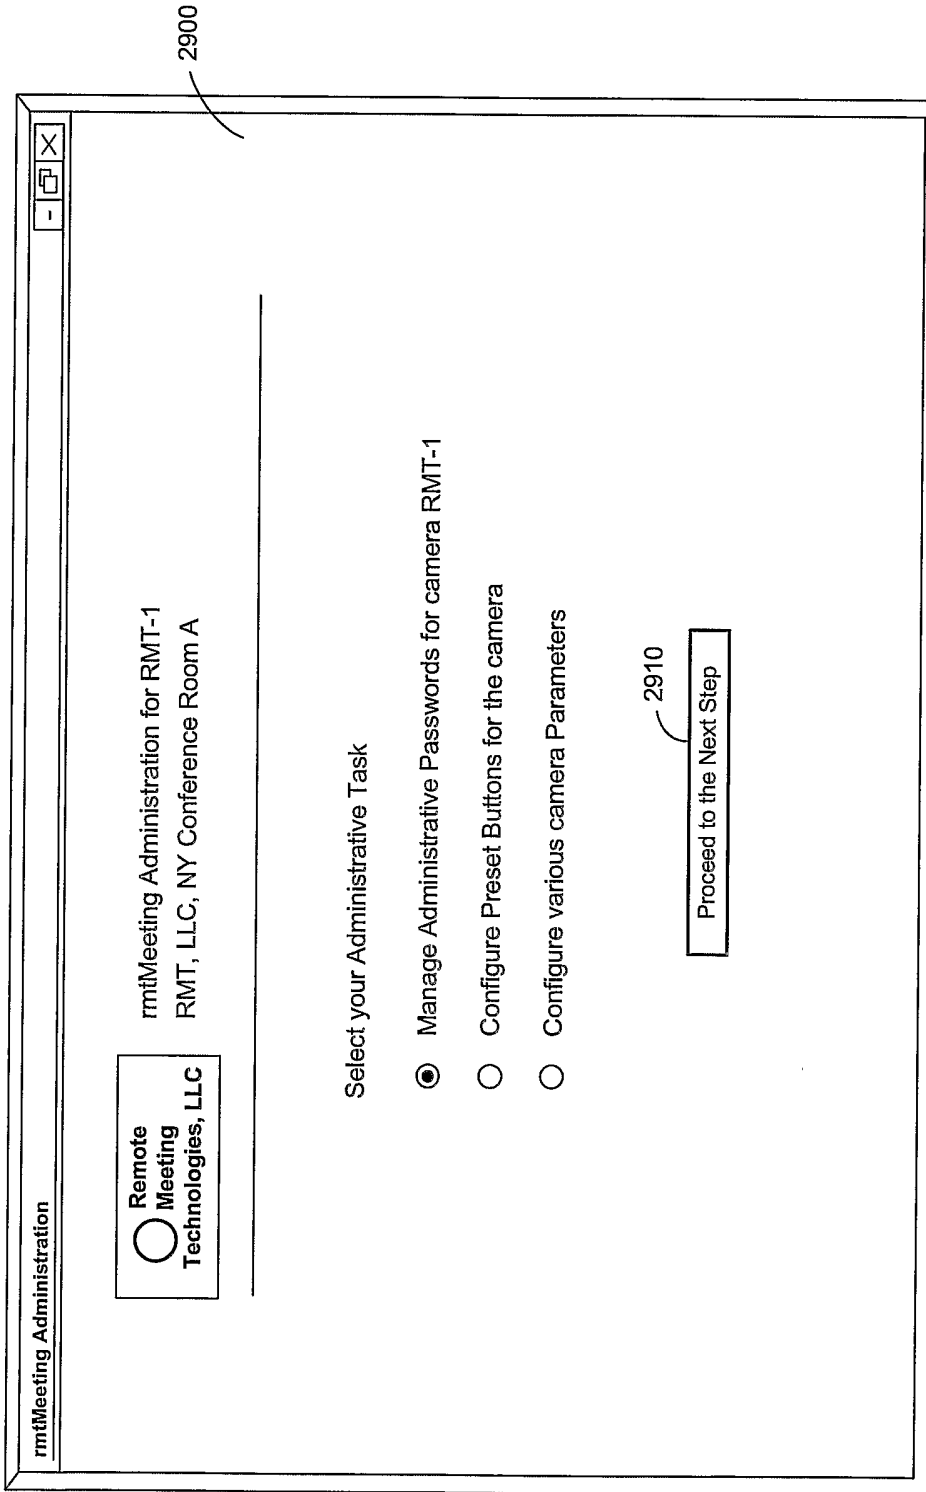 rmtMeeting Administration
2900
Remote
Meeting
Technologies, LLC
rmtMeeting Administration for RMT-1
RMT, LLC, NY Conference Room A
Select your Administrative Task
Manage Administrative Passwords for camera RMT-1
Configure Preset Buttons for the camera
Configure various camera Parameters
2910
Proceed to the Next Step